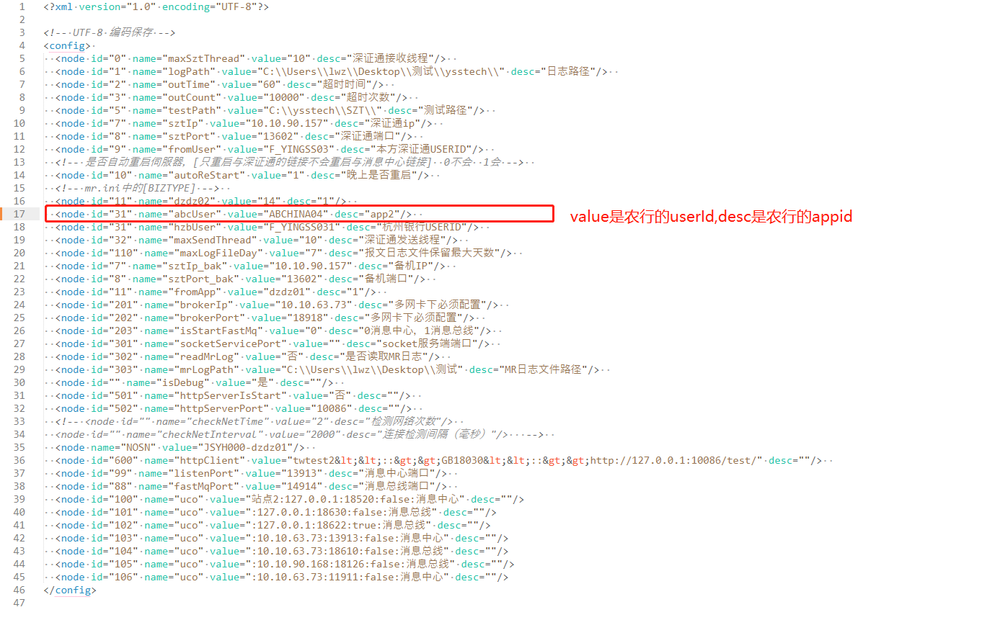 1 <?xml version="1.0" encoding="UTF-8"?>
2
3 <!-- UTF-8 编码保存 -->
4 <config>
5 <node id="0" name="maxSztThread" value="10" desc="深证通接收线程"/>
6 <node id="1" name="logPath" value="C:\\Users\\lwz\\Desktop\\测试\\ysstech\\" desc="日志路径"/>
7 <node id="2" name="outTime" value="60" desc="超时时间"/>
8 <node id="3" name="outCount" value="10000" desc="超时次数"/>
9 <node id="5" name="testPath" value="C:\\ysstech\\SZT\\" desc="测试路径"/>
10 <node id="7" name="sztIp" value="10.10.90.157" desc="深证通ip"/>
11 <node id="8" name="sztPort" value="13602" desc="深证通端口"/>
12 <node id="9" name="fromUser" value="F_YINGSS03" desc="本方深证通USERID"/>
13 <!-- 是否自动重启伺服器, [只重启与深证通的链接不会重启与消息中心链接] 0不会 1会 -->
14 <node id="10" name="autoReStart" value="1" desc="晚上是否重启"/>
15 <!-- mr.ini中的[BIZTYPE] -->
16 <node id="11" name="dzdz02" value="14" desc="1"/>
17 <node id="31" name="abcUser" value="ABCHINA04" desc="app2"/> value是农行的userId,desc是农行的appid
18 <node id="31" name="hzbUser" value="F_YINGSS031" desc="杭州银行USERID"/>
19 <node id="32" name="maxSendThread" value="10" desc="深证通发送线程"/>
20 <node id="110" name="maxLogFileDay" value="7" desc="报文日志文件保留最大天数"/>
21 <node id="7" name="sztIp_bak" value="10.10.90.157" desc="备机IP"/>
22 <node id="8" name="sztPort_bak" value="13602" desc="备机端口"/>
23 <node id="11" name="fromApp" value="dzdz01" desc="1"/>
24 <node id="201" name="brokerIp" value="10.10.63.73" desc="多网卡下必须配置"/>
25 <node id="202" name="brokerPort" value="18918" desc="多网卡下必须配置"/>
26 <node id="203" name="isStartFastMq" value="0" desc="0消息中心, 1消息总线"/>
27 <node id="301" name="socketServicePort" value="" desc="socket服务端端口"/>
28 <node id="302" name="readMrLog" value="否" desc="是否读取MR日志"/>
29 <node id="303" name="mrLogPath" value="C:\\Users\\lwz\\Desktop\\测试" desc="MR日志文件路径"/>
30 <node id="" name="isDebug" value="是" desc=""/>
31 <node id="501" name="httpServerIsStart" value="否" desc=""/>
32 <node id="502" name="httpServerPort" value="10086" desc=""/>
33 <!-- <node id="" name="checkNetTime" value="2" desc="检测网络次数"/>
34 <node id="" name="checkNetInterval" value="2000" desc="连接检测间隔（毫秒）"/> -->
35 <node name="NOSN" value="JSYH000-dzdz01"/>
36 <node id="600" name="httpClient" value="twtest2&lt;&lt;::&gt;&gt;GB18030&lt;&lt;::&gt;&gt;http://127.0.0.1:10086/test/" desc=""/>
37 <node id="99" name="listenPort" value="13913" desc="消息中心端口"/>
38 <node id="88" name="fastMqPort" value="14914" desc="消息总线端口"/>
39 <node id="100" name="uco" value="站点2:127.0.0.1:18520:false:消息中心" desc=""/>
40 <node id="101" name="uco" value=":127.0.0.1:18630:false:消息总线" desc=""/>
41 <node id="102" name="uco" value=":127.0.0.1:18622:true:消息总线" desc=""/>
42 <node id="103" name="uco" value=":10.10.63.73:13913:false:消息中心" desc=""/>
43 <node id="104" name="uco" value=":10.10.63.73:18610:false:消息总线" desc=""/>
44 <node id="105" name="uco" value=":10.10.90.168:18126:false:消息总线" desc=""/>
45 <node id="106" name="uco" value=":10.10.63.73:11911:false:消息中心" desc=""/>
46 </config>
47